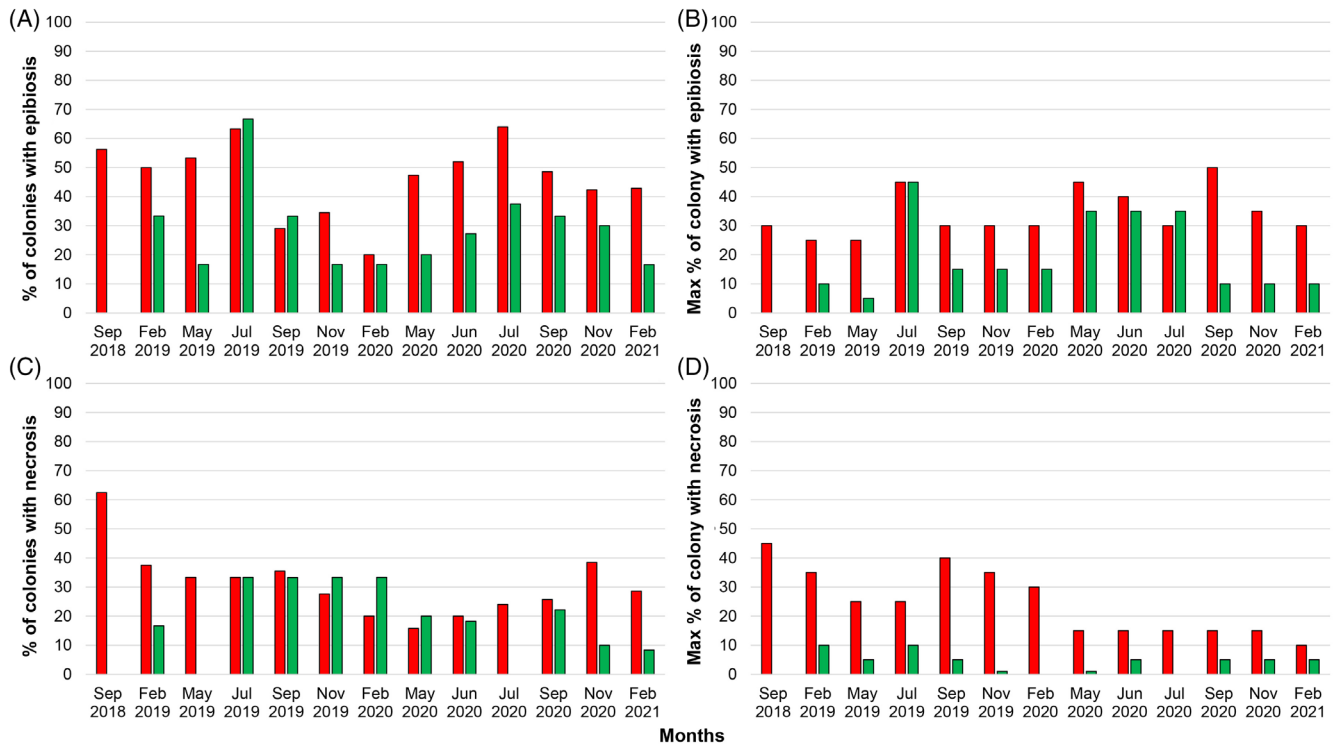 (A)
% of colonies with epibiosis
100
90
80
70
60
50
40
30
20
10
0
Sep Feb May Jul Sep Nov Feb May Jun Jul Sep Nov Feb
2018 2019 2019 2019 2019 2019 2020 2020 2020 2020 2020 2020 2021
(B)
Max % of colony with epibiosis
100
90
80
70
60
50
40
30
20
10
0
Sep Feb May Jul Sep Nov Feb May Jun Jul Sep Nov Feb
2018 2019 2019 2019 2019 2019 2020 2020 2020 2020 2020 2020 2021
(C)
% of colonies with necrosis
100
90
80
70
60
50
40
30
20
10
0
Sep Feb May Jul Sep Nov Feb May Jun Jul Sep Nov Feb
2018 2019 2019 2019 2019 2019 2020 2020 2020 2020 2020 2020 2021
(D)
Max % of colony with necrosis
100
90
80
70
60
50
40
30
20
10
0
Sep Feb May Jul Sep Nov Feb May Jun Jul Sep Nov Feb
2018 2019 2019 2019 2019 2019 2020 2020 2020 2020 2020 2020 2021
Months